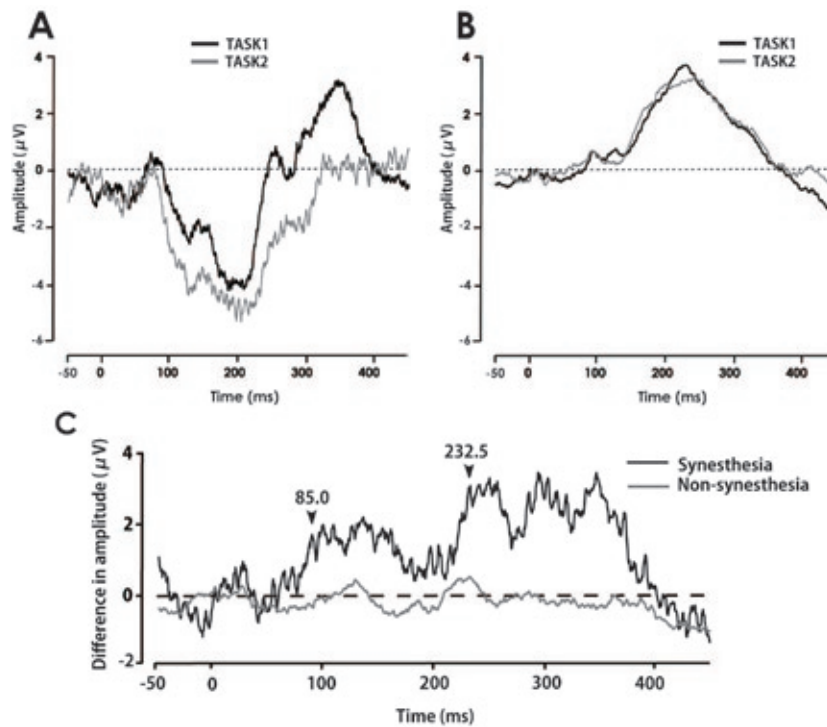 A
TASK1
TASK2
Amplitude (μV)
4
2
0
-2
-4
-6
-50 0 100 200 300 400
Time (ms)
B
TASK1
TASK2
Amplitude (μV)
4
2
0
-2
-4
-6
-50 0 100 200 300 400
Time (ms)
C
Difference in amplitude (μV)
4
2
0
-2
85.0
232.5
Synesthesia
Non-synesthesia
-50 0 100 200 300 400
Time (ms)